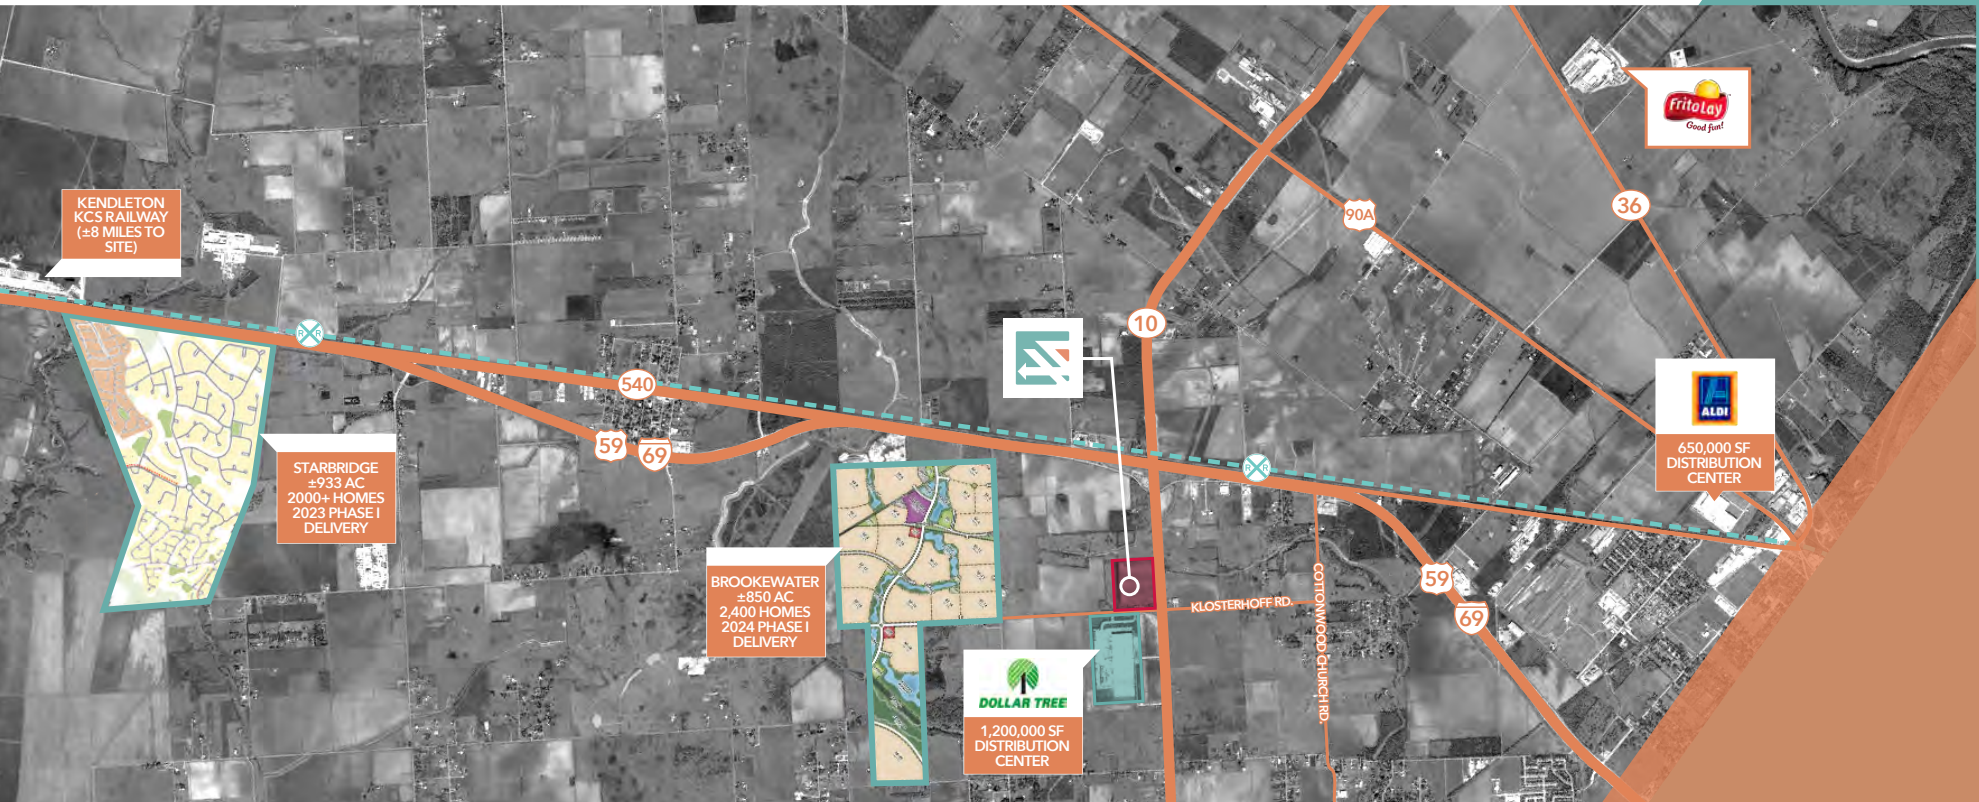 FritoLay
Good fun!
KENDLETON
KCS RAILWAY
(±8 MILES TO
SITE)
90A
36
10
R R
540
59
69
ALDI
650,000 SF
DISTRIBUTION
CENTER
STARBRIDGE
±933 AC
2000+ HOMES
2023 PHASE I
DELIVERY
R R
BROOKEWATER
±850 AC
2,400 HOMES
2024 PHASE I
DELIVERY
KLOSTERHOFF RD.
COTTONWOOD CHURCH RD.
59
69
DOLLAR TREE
1,200,000 SF
DISTRIBUTION
CENTER